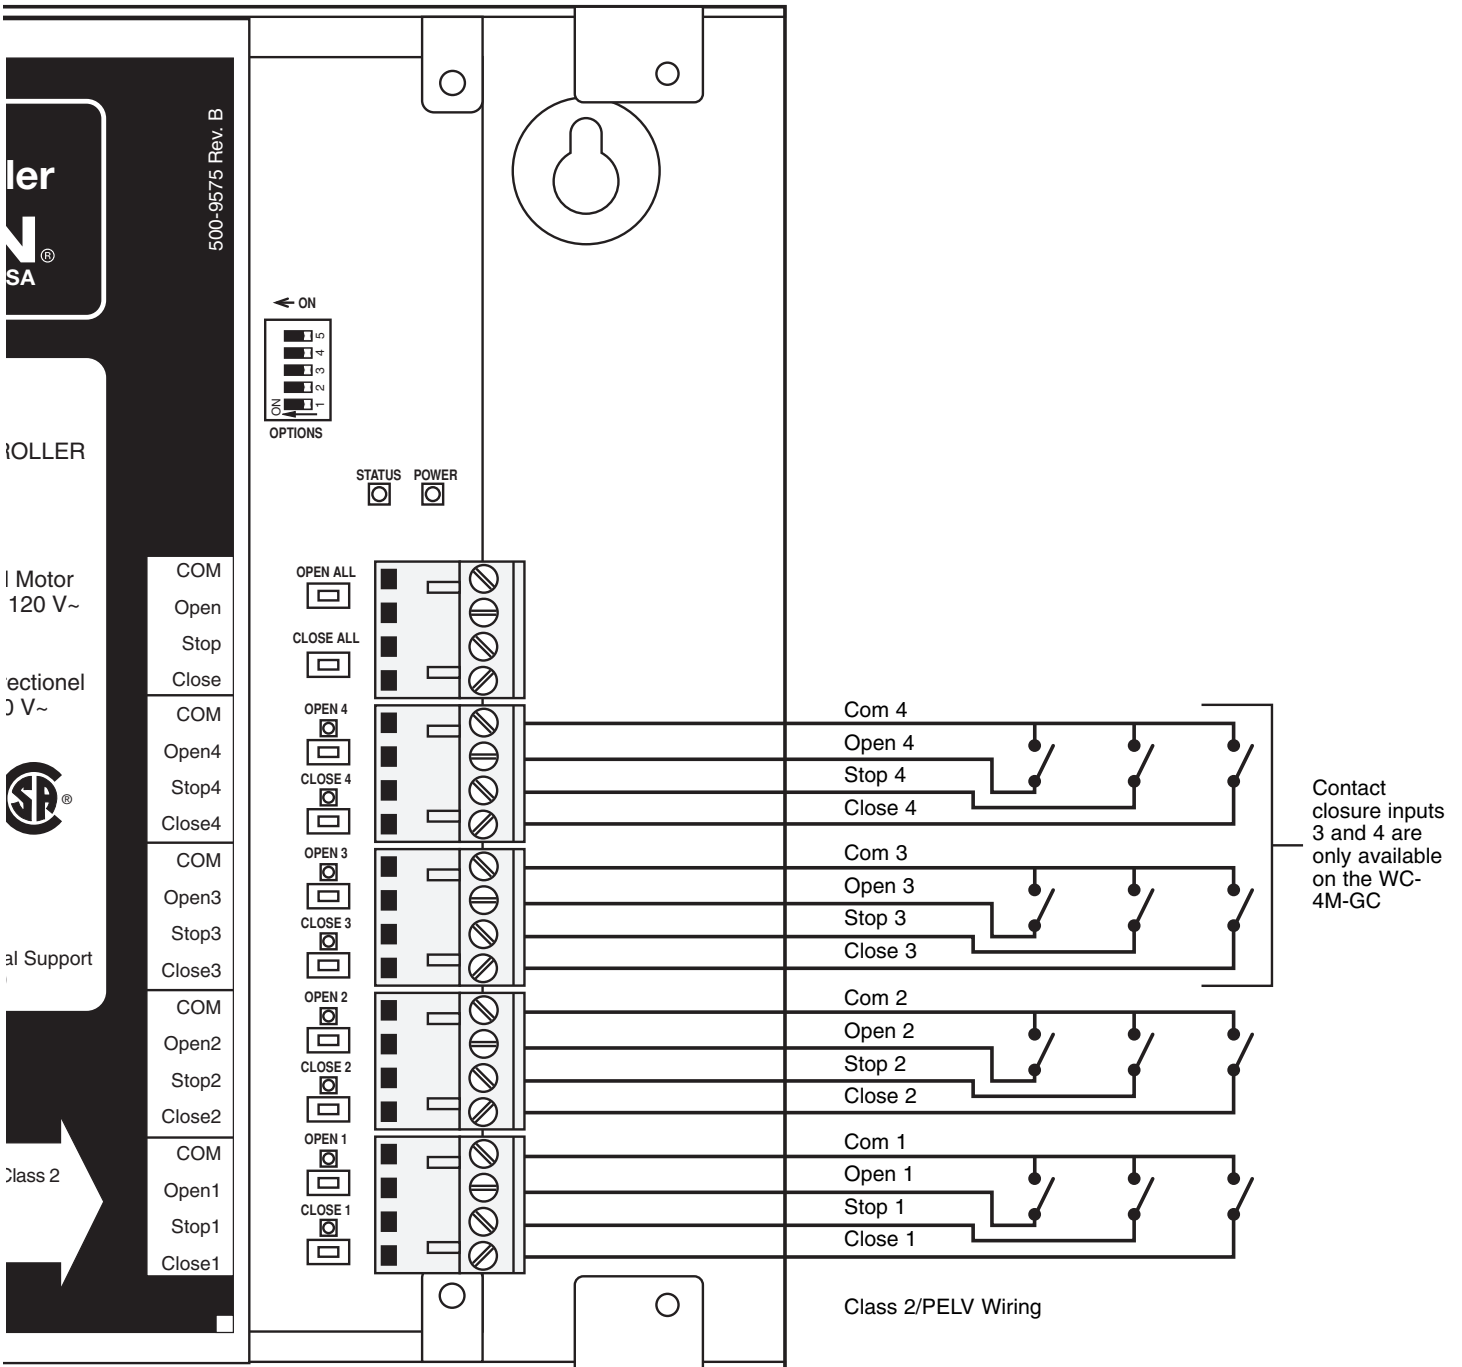 500-9575 Rev. B
ler
N®
SA
ROLLER
l Motor
120 V~
rectionel
0 V~
SA®
al Support
Class 2
← ON
5
4
3
2
1
ON
OPTIONS
STATUS POWER
COM
Open
Stop
Close
COM
Open4
Stop4
Close4
COM
Open3
Stop3
Close3
COM
Open2
Stop2
Close2
COM
Open1
Stop1
Close1
OPEN ALL
CLOSE ALL
OPEN 4
CLOSE 4
OPEN 3
CLOSE 3
OPEN 2
CLOSE 2
OPEN 1
CLOSE 1
Com 4
Open 4
Stop 4
Close 4
Com 3
Open 3
Stop 3
Close 3
Com 2
Open 2
Stop 2
Close 2
Com 1
Open 1
Stop 1
Close 1
Contact
closure inputs
3 and 4 are
only available
on the WC-
4M-GC
Class 2/PELV Wiring